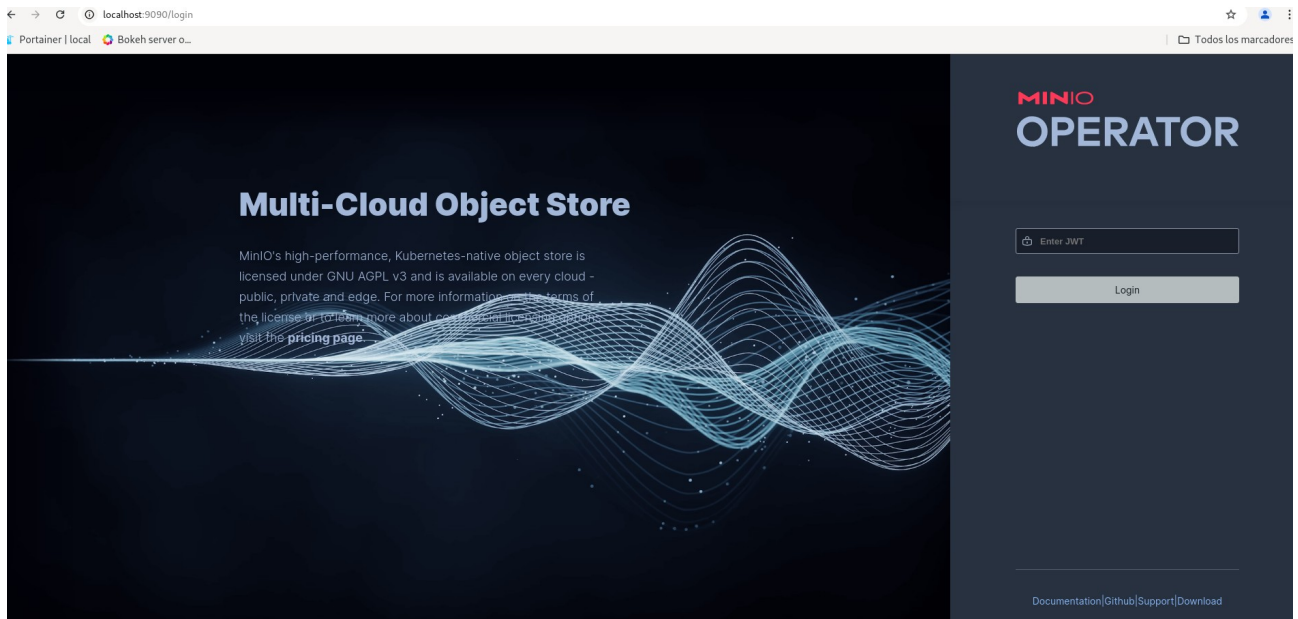 localhost:9090/login
Portainer | local
Bokeh server o...
Todos los marcadores
Multi-Cloud Object Store
MinIO's high-performance, Kubernetes-native object store is
licensed under GNU AGPL v3 and is available on every cloud -
public, private and edge. For more information on the terms of
the license or to learn more about commercial licensing options
visit the pricing page.
MINIO
OPERATOR
Enter JWT
Login
Documentation|Github|Support|Download